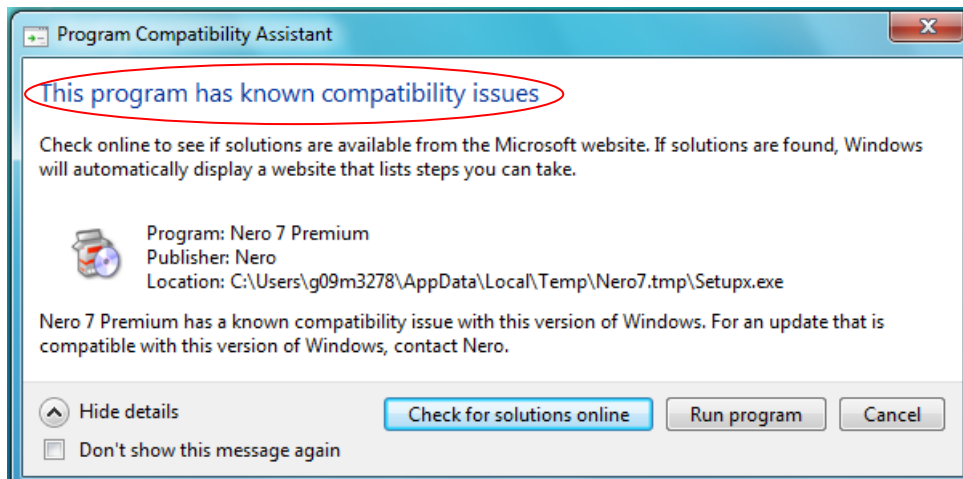 Program Compatibility Assistant
This program has known compatibility issues
Check online to see if solutions are available from the Microsoft website. If solutions are found, Windows
will automatically display a website that lists steps you can take.
Program: Nero 7 Premium
Publisher: Nero
Location: C:\Users\g09m3278\AppData\Local\Temp\Nero7.tmp\Setupx.exe
Nero 7 Premium has a known compatibility issue with this version of Windows. For an update that is
compatible with this version of Windows, contact Nero.
Hide details
Check for solutions online
Run program
Cancel
Don't show this message again